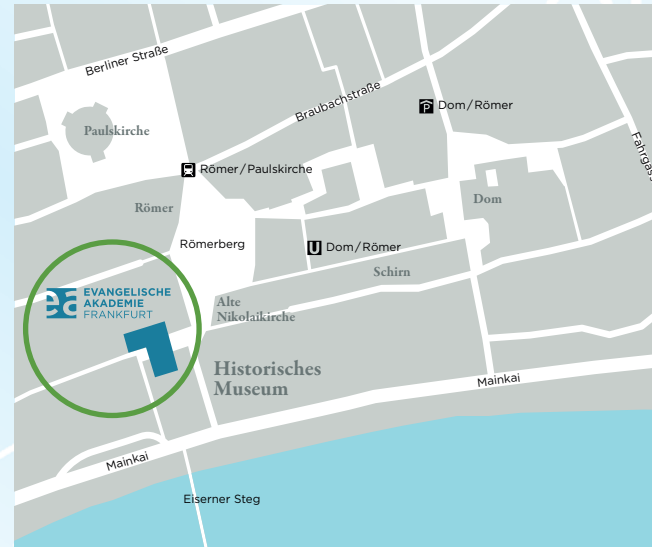 Berliner Straße
Braubachstraße
P
Dom/Römer
Paulskirche
Fahrgass
Römer/Paulskirche
Römer
Dom
Römerberg
U
Dom/Römer
Schirn
ea
EVANGELISCHE
AKADEMIE
FRANKFURT
Alte
Nikolaikirche
Historisches
Museum
Mainkai
Mainkai
Eiserner Steg